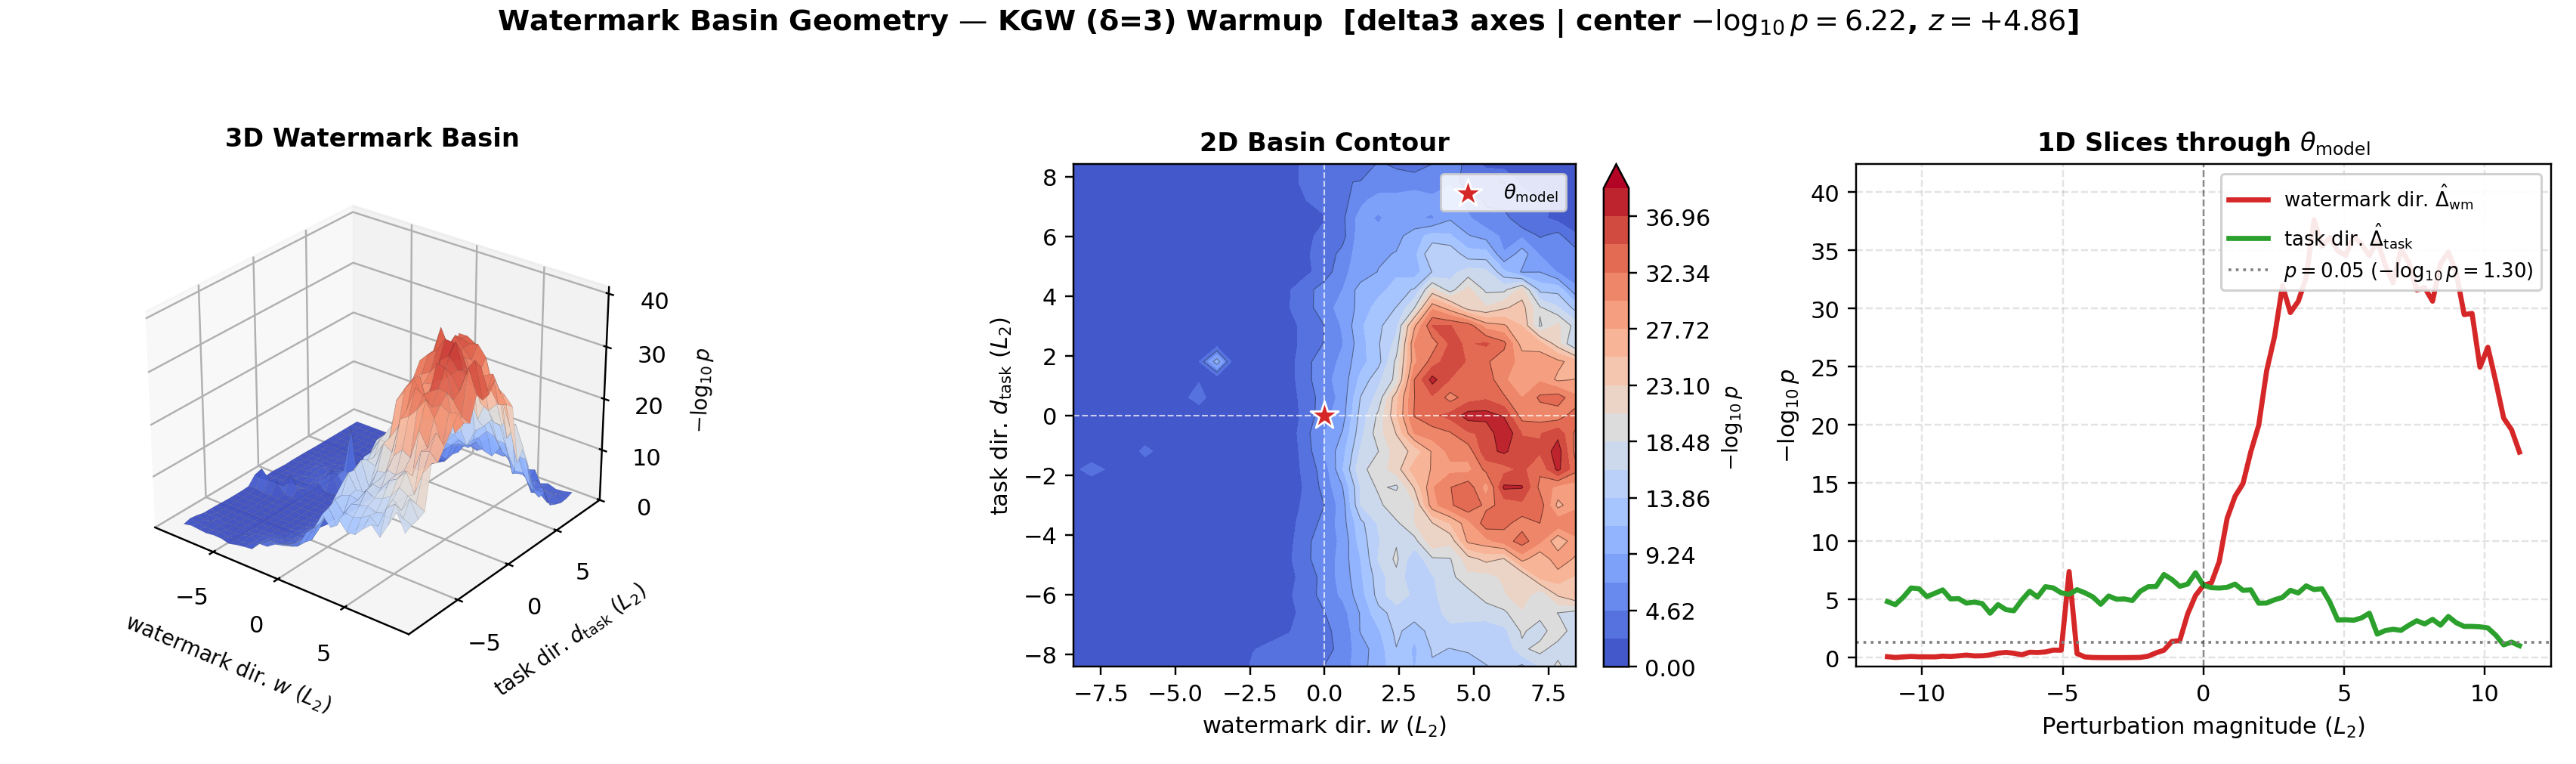 Watermark Basin Geometry — KGW (δ=3) Warmup [delta3 axes | center −log₁₀ p = 6.22, z = +4.86]
3D Watermark Basin
40
30
20
10
0
−log₁₀ p
−5
0
5
watermark dir. w (L₂)
−5
0
5
task dir. d_task (L₂)
2D Basin Contour
θ_model
8
6
4
2
0
−2
−4
−6
−8
task dir. d_task (L₂)
−7.5 −5.0 −2.5 0.0 2.5 5.0 7.5
watermark dir. w (L₂)
36.96
32.34
27.72
23.10
18.48
13.86
9.24
4.62
0.00
−log₁₀ p
1D Slices through θ_model
watermark dir. Δ̂_wm
task dir. Δ̂_task
p = 0.05 (−log₁₀ p = 1.30)
40
35
30
25
20
15
10
5
0
−log₁₀ p
−10 −5 0 5 10
Perturbation magnitude (L₂)